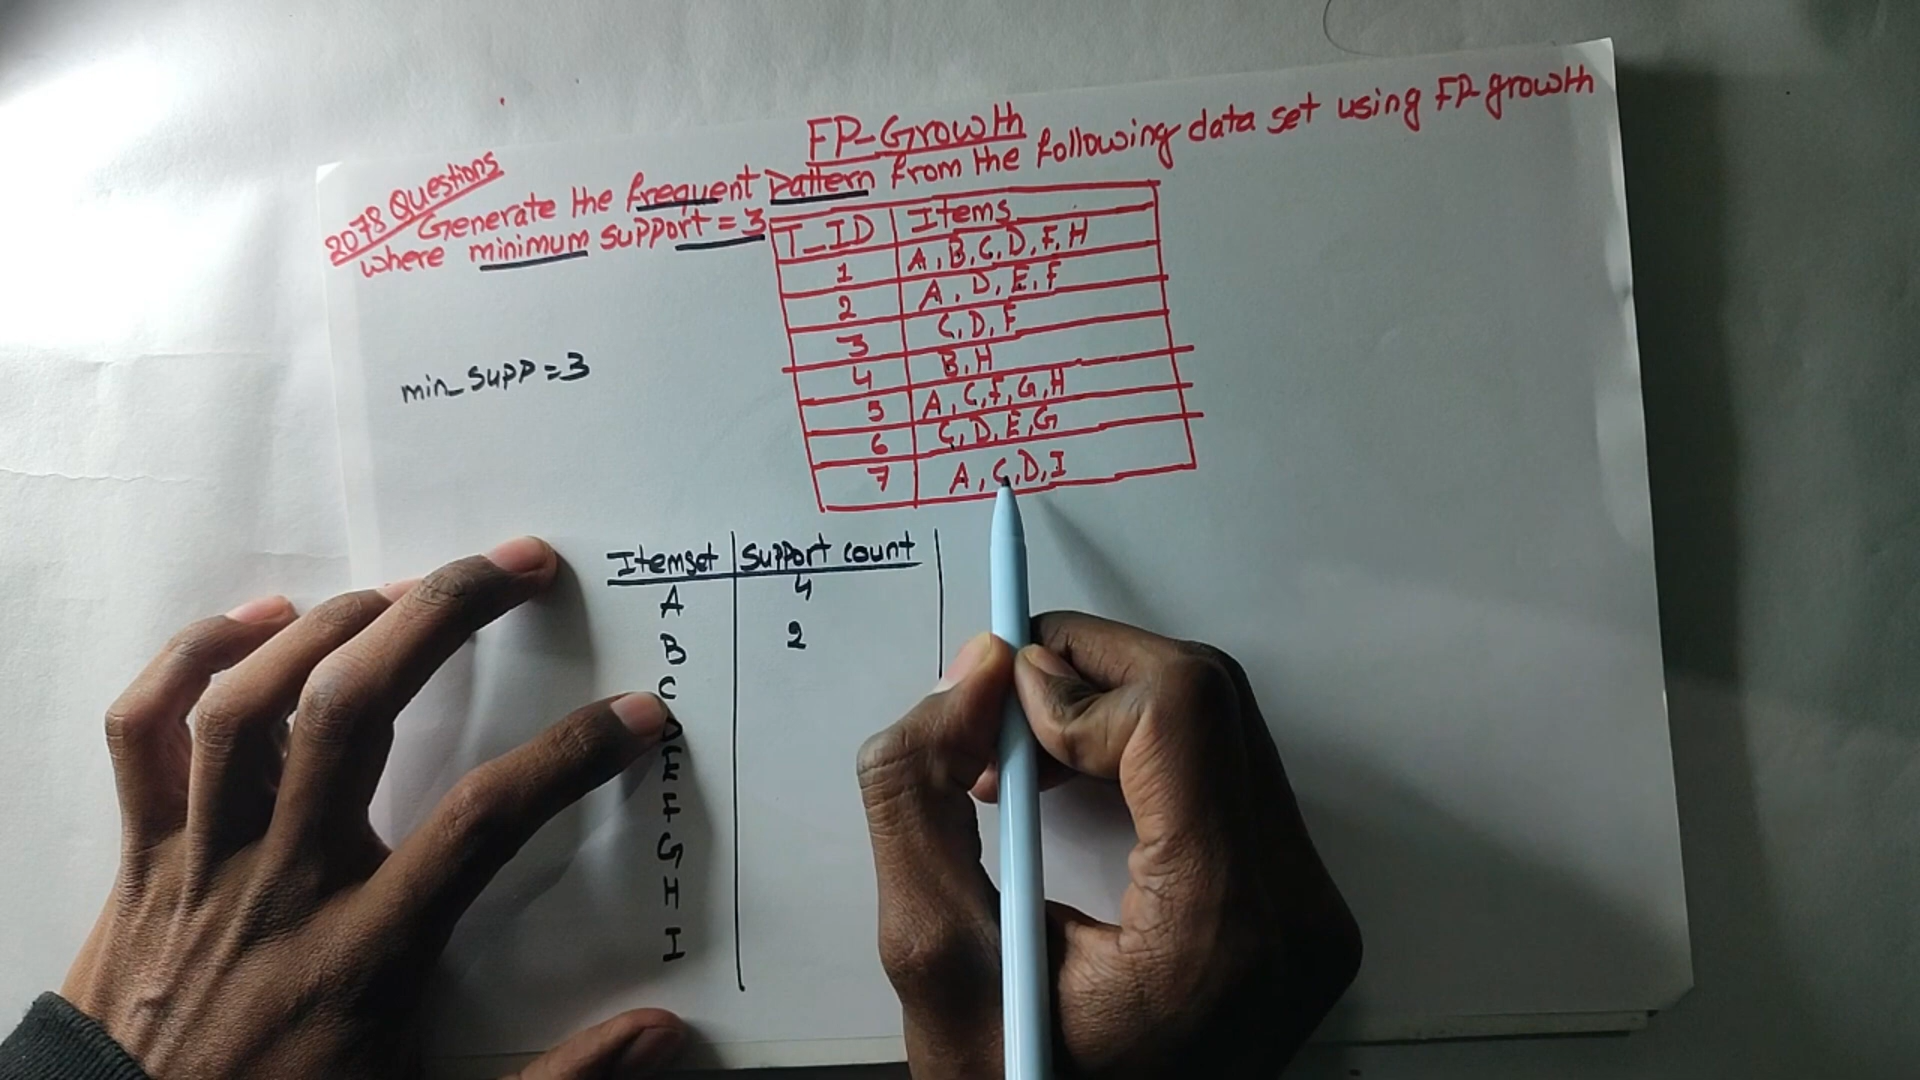 FP-Growth
2078 Questions
Generate the frequent pattern from the following data set using FP-growth
where minimum support = 3
T_ID Items
1 A, B, C, D, F, H
2 A, D, E, F
3 C, D, F
4 B, H
5 A, C, F, G, H
6 C, D, E, G
7 A, C, D, I
min_supp = 3
Itemset Support count
A 4
B 2
C
D
E
F
G
H
I